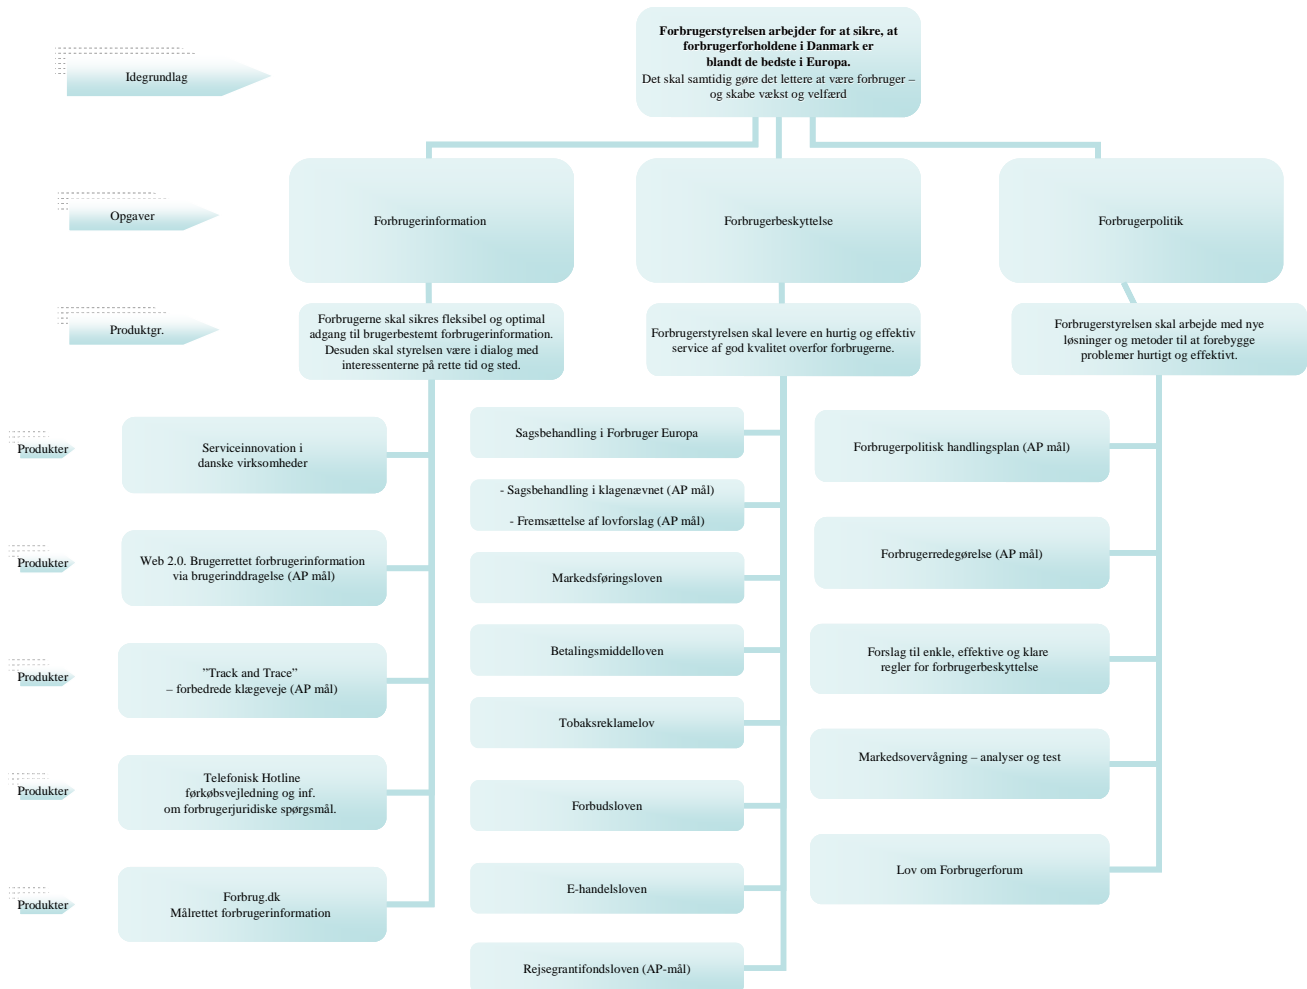 Forbrugerstyrelsen arbejder for at sikre, at
forbrugerforholdene i Danmark er
blandt de bedste i Europa.
Det skal samtidig gøre det lettere at være forbruger –
og skabe vækst og velfærd
Idegrundlag
Opgaver
Forbrugerinformation
Forbrugerbeskyttelse
Forbrugerpolitik
Produktgr.
Forbrugerne skal sikres fleksibel og optimal
adgang til brugerbestemt forbrugerinformation.
Desuden skal styrelsen være i dialog med
interessenterne på rette tid og sted.
Forbrugerstyrelsen skal levere en hurtig og effektiv
service af god kvalitet overfor forbrugerne.
Forbrugerstyrelsen skal arbejde med nye
løsninger og metoder til at forebygge
problemer hurtigt og effektivt.
Produkter
Produkter
Produkter
Produkter
Produkter
Serviceinnovation i
danske virksomheder
Web 2.0. Brugerrettet forbrugerinformation
via brugerinddragelse (AP mål)
”Track and Trace”
– forbedrede klægeveje (AP mål)
Telefonisk Hotline
førkøbsvejledning og inf.
om forbrugerjuridiske spørgsmål.
Forbrug.dk
Målrettet forbrugerinformation
Sagsbehandling i Forbruger Europa
- Sagsbehandling i klagenævnet (AP mål)
- Fremsættelse af lovforslag (AP mål)
Markedsføringsloven
Betalingsmiddelloven
Tobaksreklamelov
Forbudsloven
E-handelsloven
Rejsegrantifondsloven (AP-mål)
Forbrugerpolitisk handlingsplan (AP mål)
Forbrugerredegørelse (AP mål)
Forslag til enkle, effektive og klare
regler for forbrugerbeskyttelse
Markedsovervågning – analyser og test
Lov om Forbrugerforum